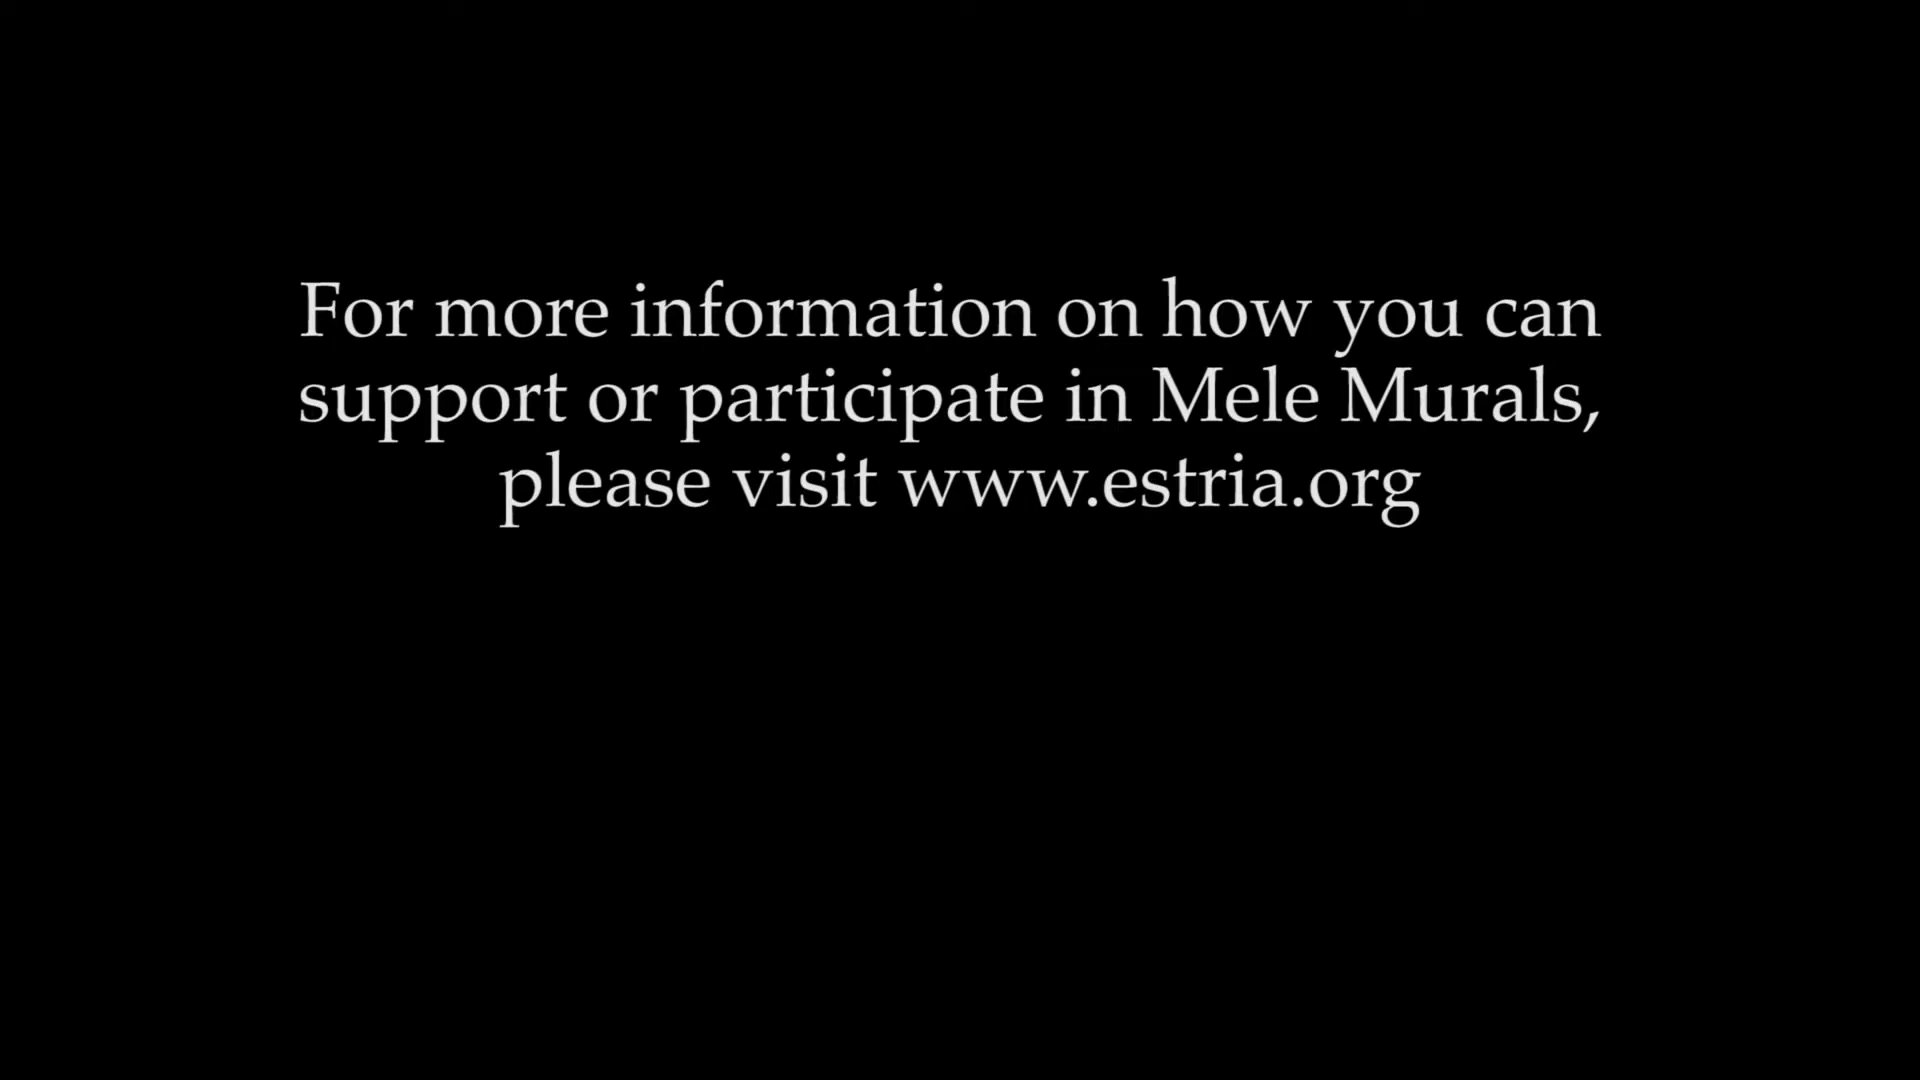 For more information on how you can
support or participate in Mele Murals,
please visit www.estria.org